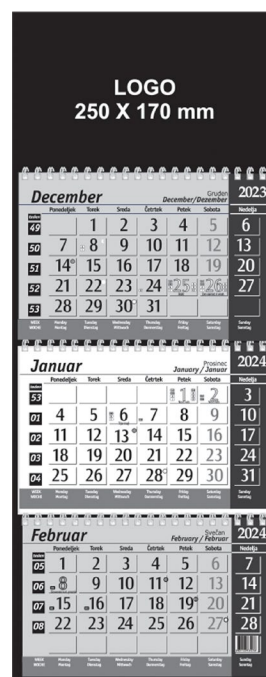 LOGO
250 X 170 mm
December
Gruden
December/Dezember
2023
Ponedeljek Torek Sreda Četrtek Petek Sobota Nedelja
49 1 2 3 4 5 6
50 7 8 9 10 11 12 13
51 14 15 16 17 18 19 20
52 21 22 23 24 25 26 27
53 28 29 30 31
Januar
Prosinec
January/Januar
2024
Ponedeljek Torek Sreda Četrtek Petek Sobota Nedelja
53 1 2 3
01 4 5 6 7 8 9 10
02 11 12 13 14 15 16 17
03 18 19 20 21 22 23 24
04 25 26 27 28 29 30 31
Februar
Svečan
February/Februar
2024
Ponedeljek Torek Sreda Četrtek Petek Sobota Nedelja
05 1 2 3 4 5 6 7
06 8 9 10 11 12 13 14
07 15 16 17 18 19 20 21
08 22 23 24 25 26 27 28